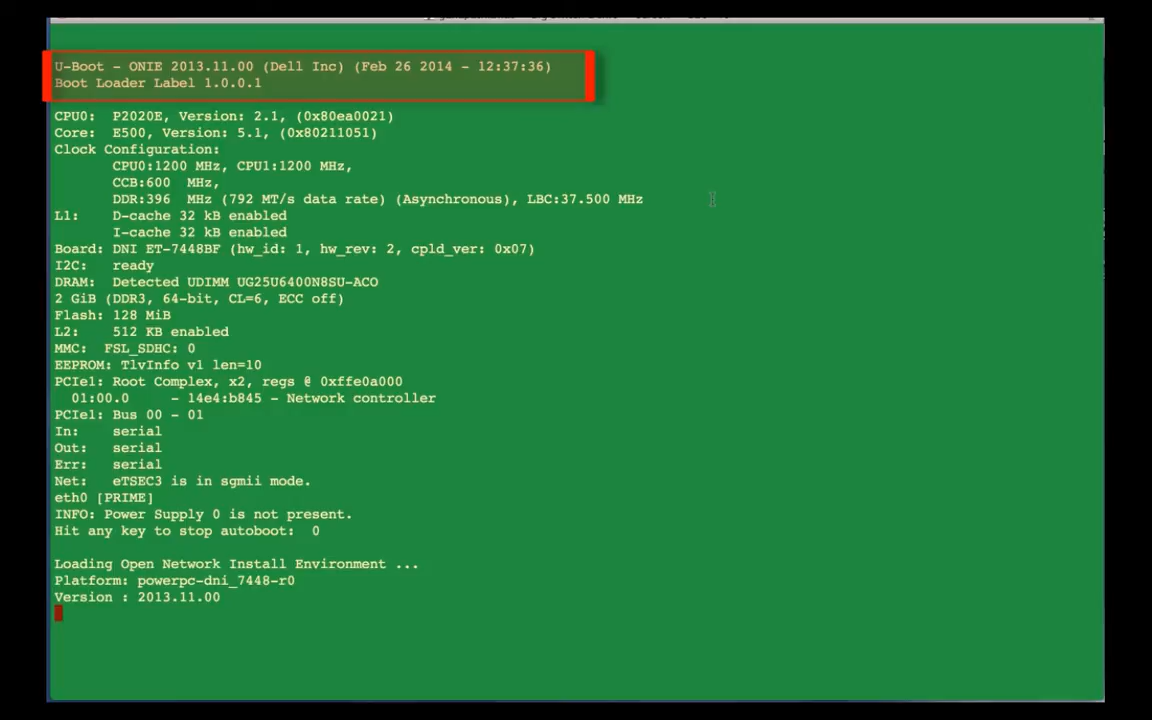 U-Boot - ONIE 2013.11.00 (Dell Inc) (Feb 26 2014 - 12:37:36)
Boot Loader Label 1.0.0.1
CPU0: P2020E, Version: 2.1, (0x80ea0021)
Core: E500, Version: 5.1, (0x80211051)
Clock Configuration:
CPU0:1200 MHz, CPU1:1200 MHz,
CCB:600 MHz,
DDR:396 MHz (792 MT/s data rate) (Asynchronous), LBC:37.500 MHz
L1: D-cache 32 kB enabled
I-cache 32 kB enabled
Board: DNI ET-7448BF (hw_id: 1, hw_rev: 2, cpld_ver: 0x07)
I2C: ready
DRAM: Detected UDIMM UG25U6400N8SU-ACO
2 GiB (DDR3, 64-bit, CL=6, ECC off)
Flash: 128 MiB
L2: 512 KB enabled
MMC: FSL_SDHC: 0
EEPROM: TlvInfo v1 len=10
PCIe1: Root Complex, x2, regs @ 0xffe0a000
01:00.0 - 14e4:b845 - Network controller
PCIe1: Bus 00 - 01
In: serial
Out: serial
Err: serial
Net: eTSEC3 is in sgmii mode.
eth0 [PRIME]
INFO: Power Supply 0 is not present.
Hit any key to stop autoboot: 0
Loading Open Network Install Environment ...
Platform: powerpc-dni_7448-r0
Version : 2013.11.00